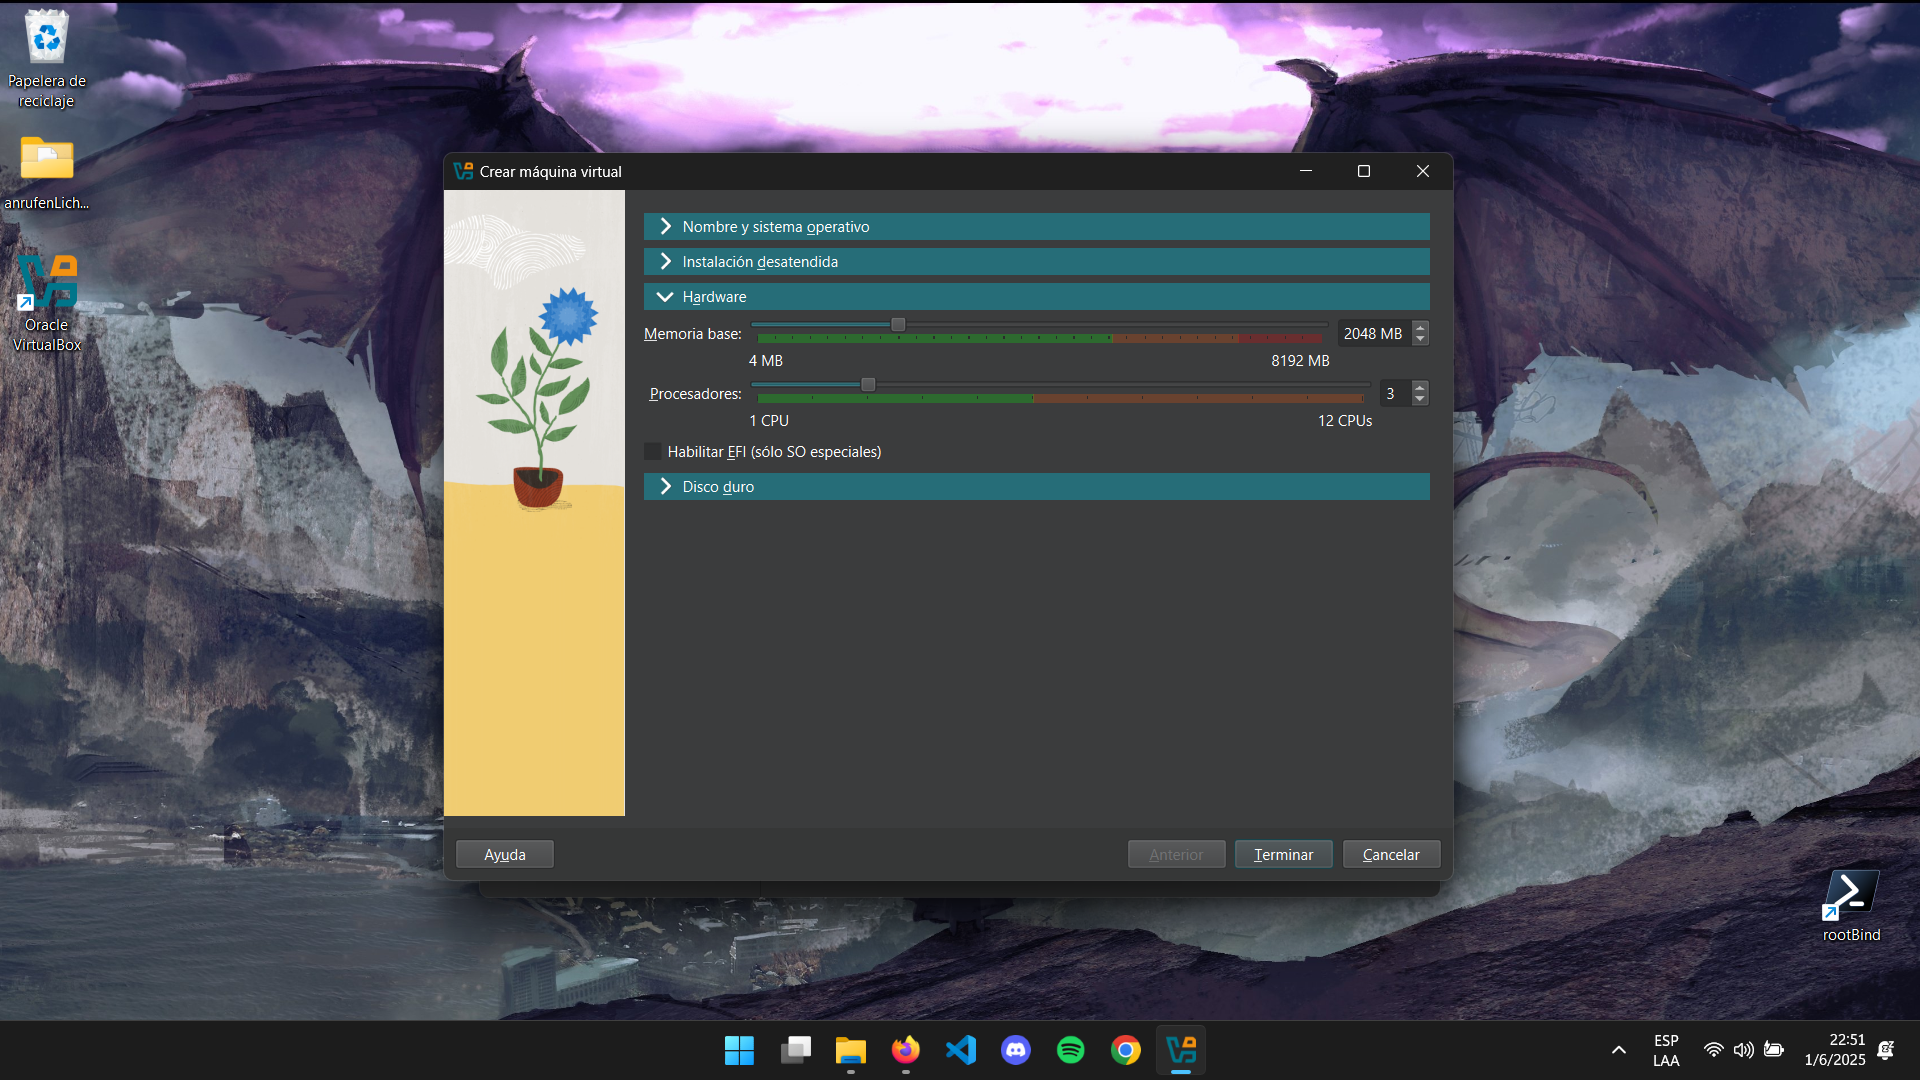 Papelera de
reciclaje
anrufenLich...
Oracle
VirtualBox
Crear máquina virtual
Nombre y sistema operativo
Instalación desatendida
Hardware
Memoria base:
2048 MB
4 MB
8192 MB
Procesadores:
3
1 CPU
12 CPUs
Habilitar EFI (sólo SO especiales)
Disco duro
Ayuda
Anterior
Terminar
Cancelar
rootBind
ESP
LAA
22:51
1/6/2025